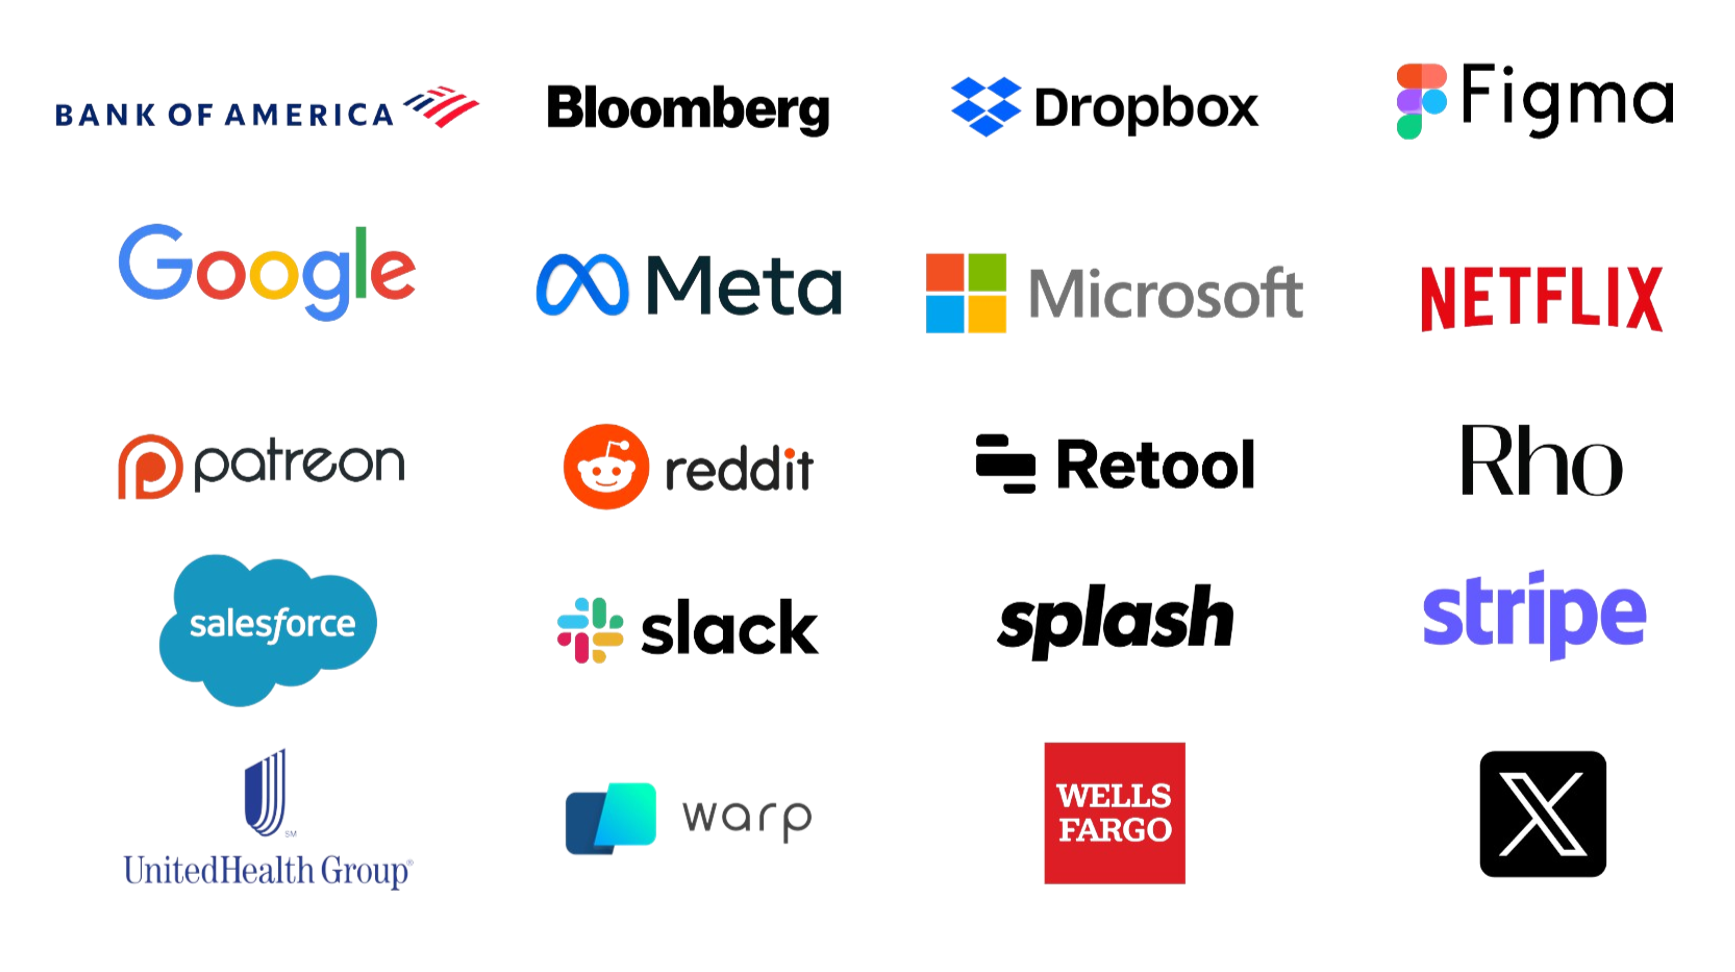 BANK OF AMERICA
Bloomberg
Dropbox
Figma
Google
Meta
Microsoft
NETFLIX
patreon
reddit
Retool
Rho
salesforce
slack
splash
stripe
SM
UnitedHealth Group®
warp
WELLS
FARGO
X